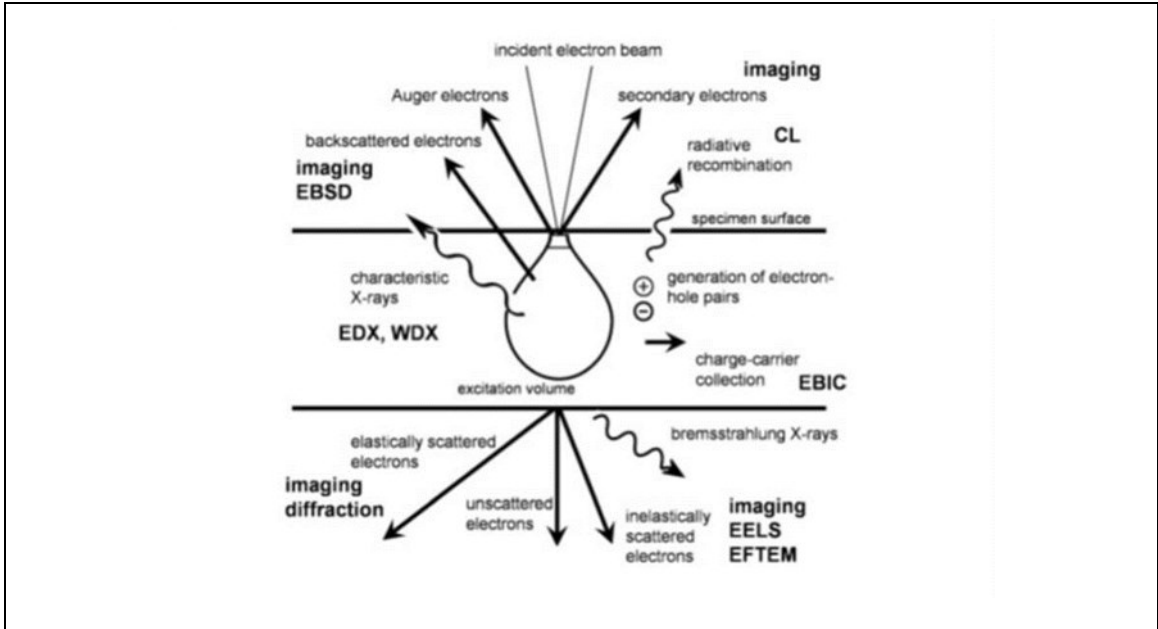 incident electron beam
imaging
Auger electrons
secondary electrons
CL
backscattered electrons
radiative
recombination
imaging
EBSD
specimen surface
characteristic
X-rays
generation of electron-
hole pairs
+
−
EDX, WDX
charge-carrier
collection
EBIC
excitation volume
bremsstrahlung X-rays
elastically scattered
electrons
imaging
diffraction
unscattered
electrons
inelastically
scattered
electrons
imaging
EELS
EFTEM